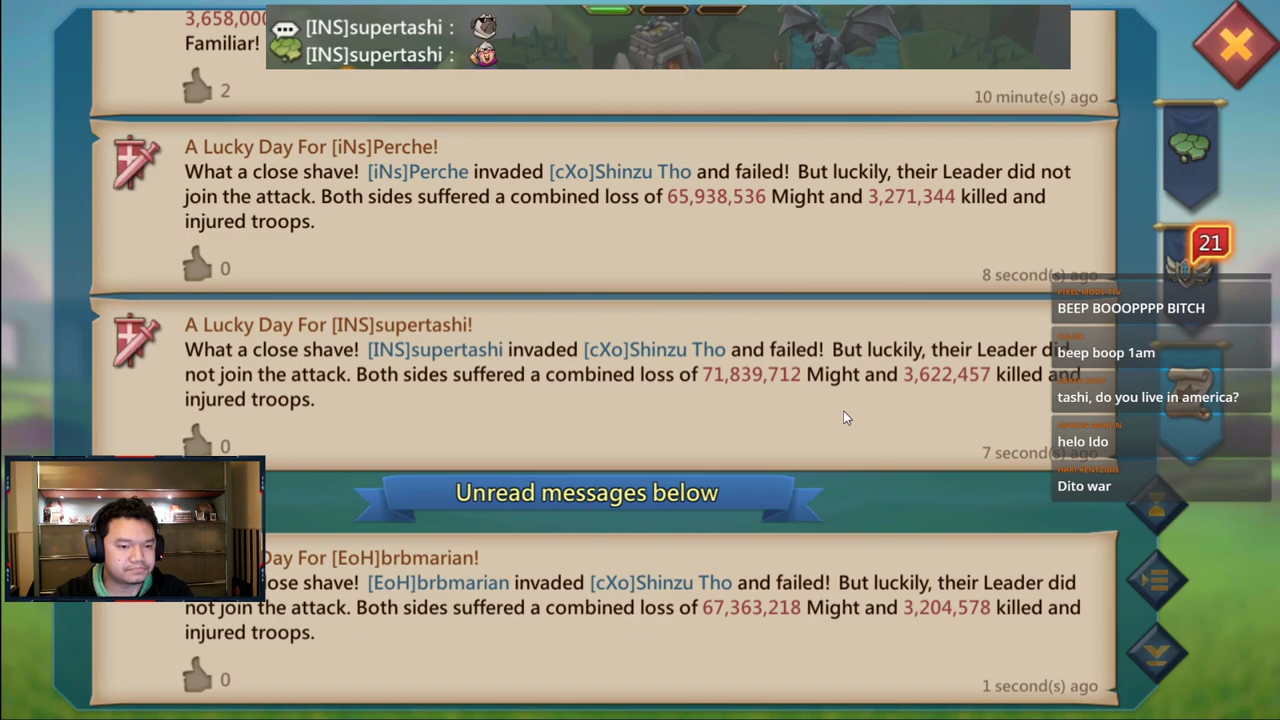 3,658,000
Familiar!
[INS]supertashi :
[INS]supertashi :
2
10 minute(s) ago
A Lucky Day For [iNs]Perche!
What a close shave! [iNs]Perche invaded [cXo]Shinzu Tho and failed! But luckily, their Leader did not
join the attack. Both sides suffered a combined loss of 65,938,536 Might and 3,271,344 killed and
injured troops.
0
8 second(s) ago
21
A Lucky Day For [INS]supertashi!
What a close shave! [INS]supertashi invaded [cXo]Shinzu Tho and failed! But luckily, their Leader did
not join the attack. Both sides suffered a combined loss of 71,839,712 Might and 3,622,457 killed and
injured troops.
0
7 second(s) ago
PIXEL MODS TTV
BEEP BOOOPPPP BITCH
beep boop 1am
tashi, do you live in america?
helo Ido
HARI KENTZIDIS
Dito war
Unread messages below
Day For [EoH]brbmarian!
close shave! [EoH]brbmarian invaded [cXo]Shinzu Tho and failed! But luckily, their Leader did
not join the attack. Both sides suffered a combined loss of 67,363,218 Might and 3,204,578 killed and
injured troops.
0
1 second(s) ago